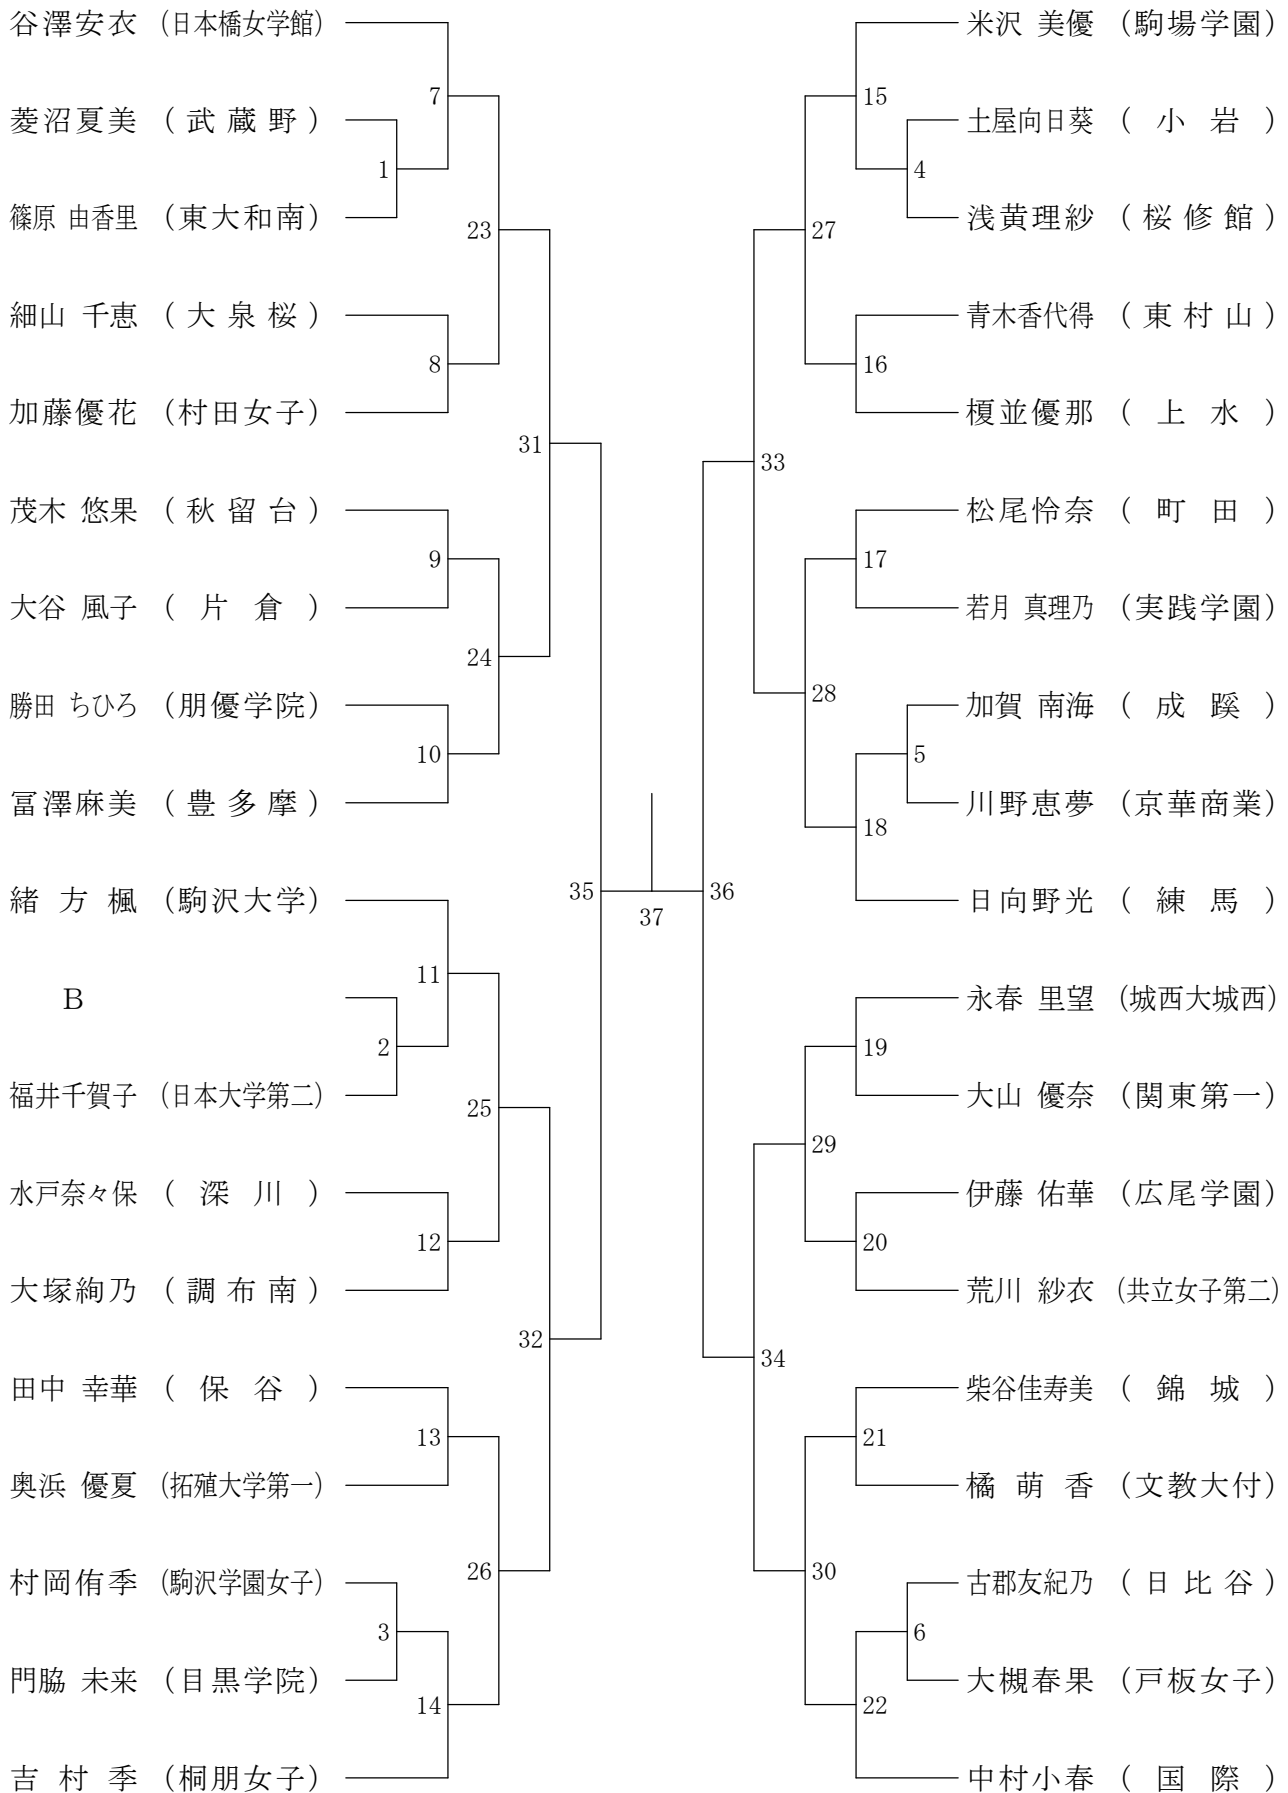 谷澤安衣 （日本橋女学館）
7
菱沼夏美 （武蔵野）
1
篠原 由香里 （東大和南）
23
細山 千恵 （大泉桜）
8
加藤優花 （村田女子）
31
茂木 悠果 （秋留台）
9
大谷 風子 （片倉）
24
勝田 ちひろ （朋優学院）
10
冨澤麻美 （豊多摩）
35
緒方楓 （駒沢大学）
11
B
2
福井千賀子 （日本大学第二）
25
水戸奈々保 （深川）
12
大塚絢乃 （調布南）
32
田中 幸華 （保谷）
13
奥浜 優夏 （拓殖大学第一）
26
村岡侑季 （駒沢学園女子）
3
門脇 未来 （目黒学院）
14
吉村季 （桐朋女子）
37
米沢 美優 （駒場学園）
15
土屋向日葵 （小岩）
4
浅黄理紗 （桜修館）
27
青木香代得 （東村山）
16
榎並優那 （上水）
33
松尾怜奈 （町田）
17
若月 真理乃 （実践学園）
28
加賀 南海 （成蹊）
5
川野恵夢 （京華商業）
18
日向野光 （練馬）
36
永春 里望 （城西大城西）
19
大山 優奈 （関東第一）
29
伊藤 佑華 （広尾学園）
20
荒川 紗衣 （共立女子第二）
34
柴谷佳寿美 （錦城）
21
橘萌香 （文教大付）
30
古郡友紀乃 （日比谷）
6
大槻春果 （戸板女子）
22
中村小春 （国際）